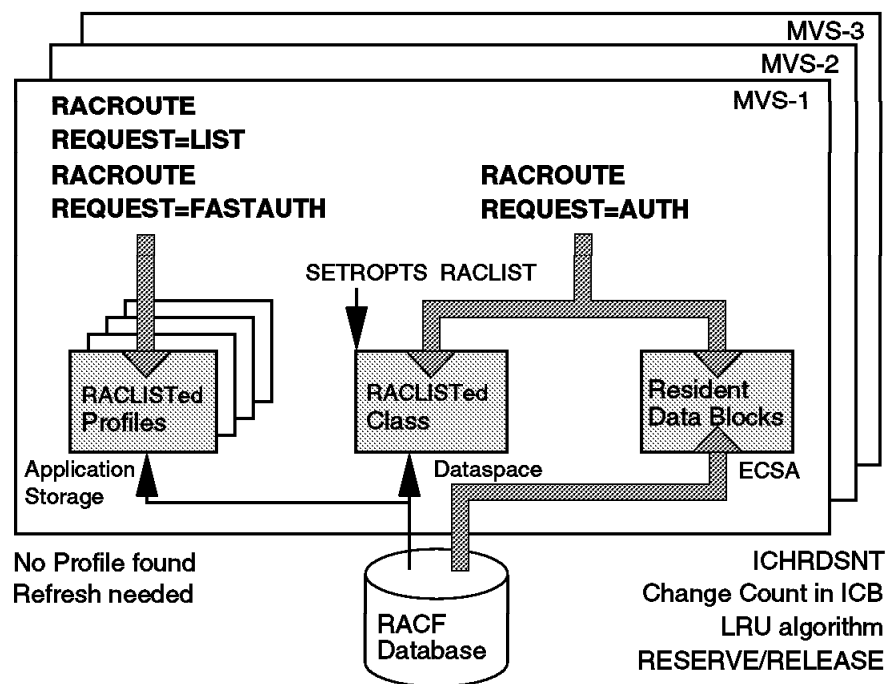 MVS-3
MVS-2
MVS-1
RACROUTE
REQUEST=LIST
RACROUTE
REQUEST=FASTAUTH
RACROUTE
REQUEST=AUTH
SETROPTS RACLIST
RACLISTed
Profiles
RACLISTed
Class
Resident
Data Blocks
Application
Storage
Dataspace
ECSA
No Profile found
Refresh needed
RACF
Database
ICHRDSNT
Change Count in ICB
LRU algorithm
RESERVE/RELEASE